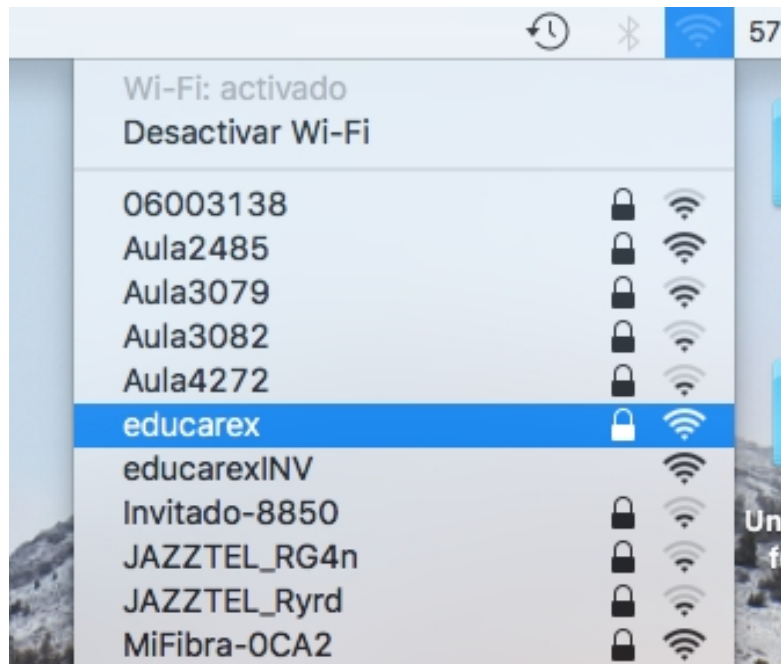 57
Wi-Fi: activado
Desactivar Wi-Fi
06003138
Aula2485
Aula3079
Aula3082
Aula4272
educarex
educarexINV
Invitado-8850
Un
JAZZTEL_RG4n
f
JAZZTEL_Ryrd
MiFibra-0CA2